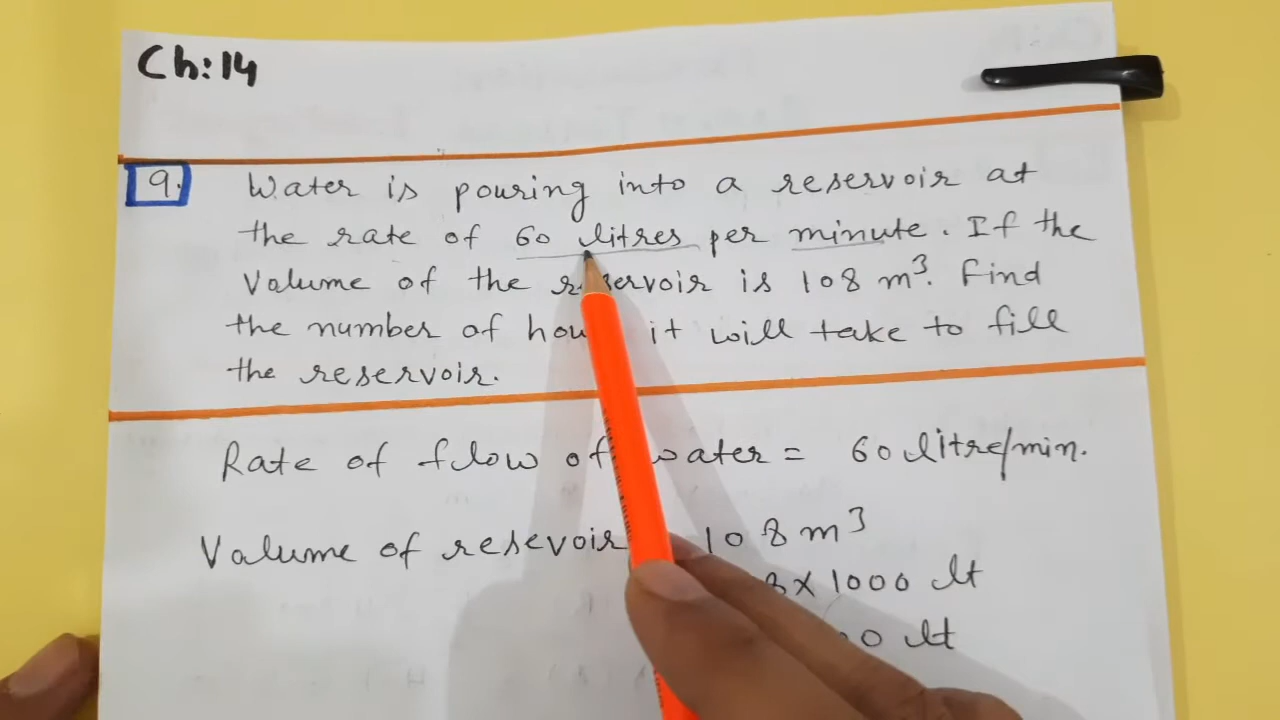 Ch:14
9. Water is pouring into a reservoir at
the rate of 60 litres per minute. If the
Volume of the reservoir is 108 m³. Find
the number of it will take to fill
the reservoir.
Rate of flow of water = 60 litre/min.
Volume of resevoir 108 m³
8 × 1000 lt
00 lt